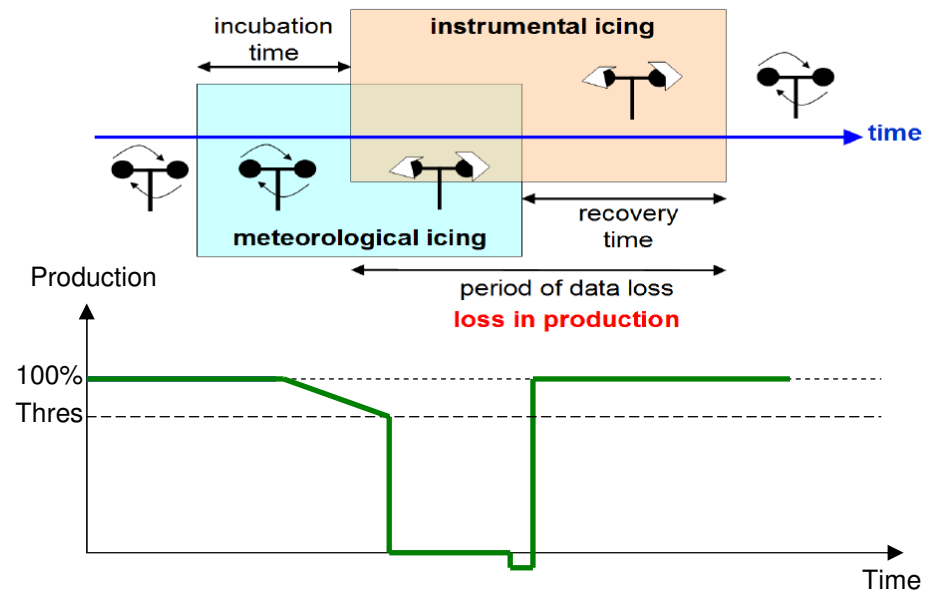 incubation
time
instrumental icing
time
meteorological icing
recovery
time
period of data loss
loss in production
Production
100%
Thres
Time